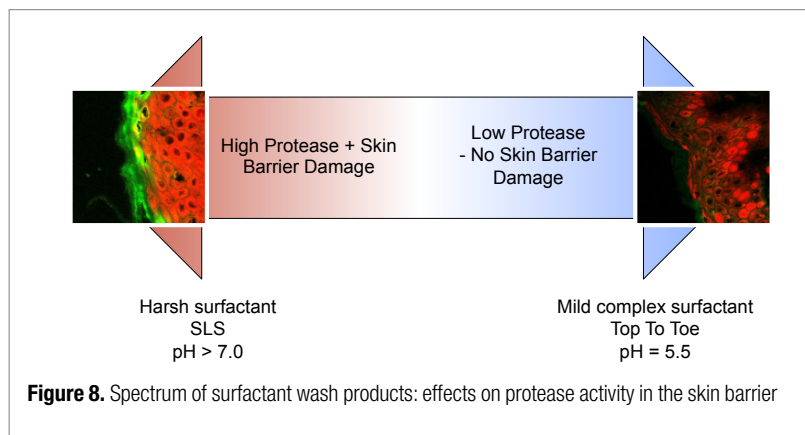 High Protease + Skin
Barrier Damage
Low Protease
- No Skin Barrier
Damage
Harsh surfactant
SLS
pH > 7.0
Mild complex surfactant
Top To Toe
pH = 5.5
Figure 8. Spectrum of surfactant wash products: effects on protease activity in the skin barrier